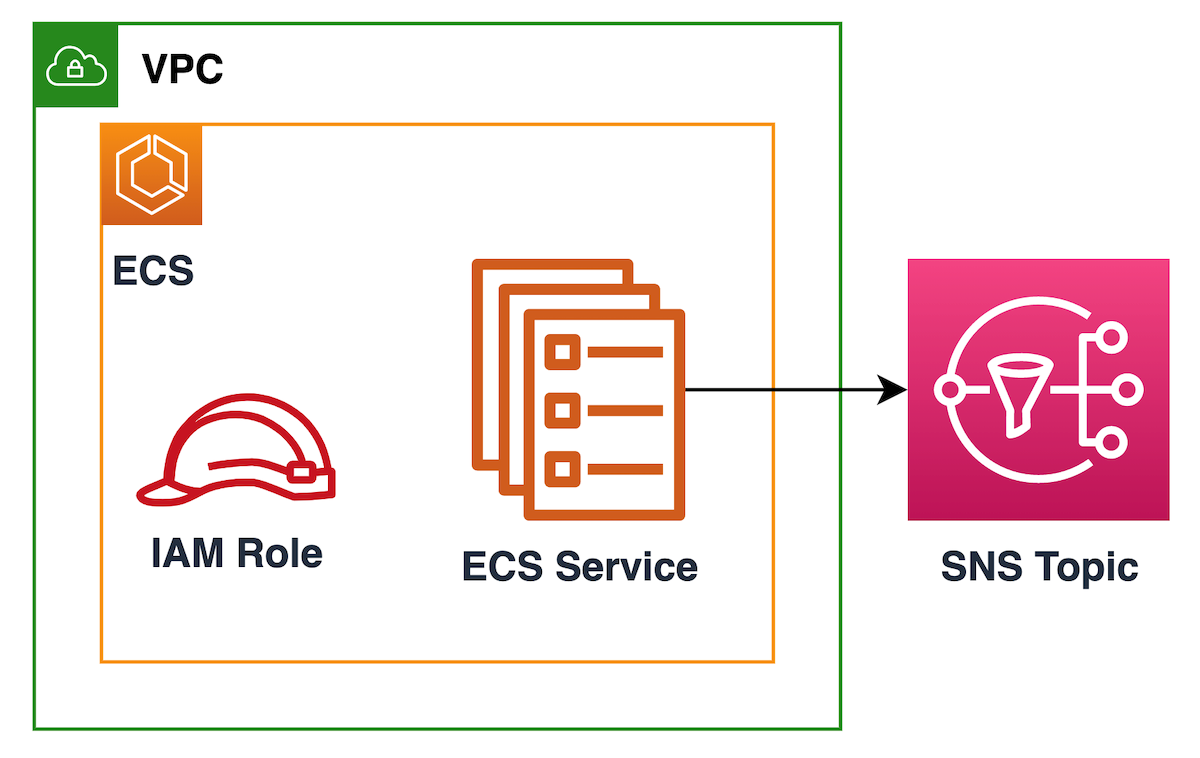 VPC
ECS
IAM Role
ECS Service
SNS Topic